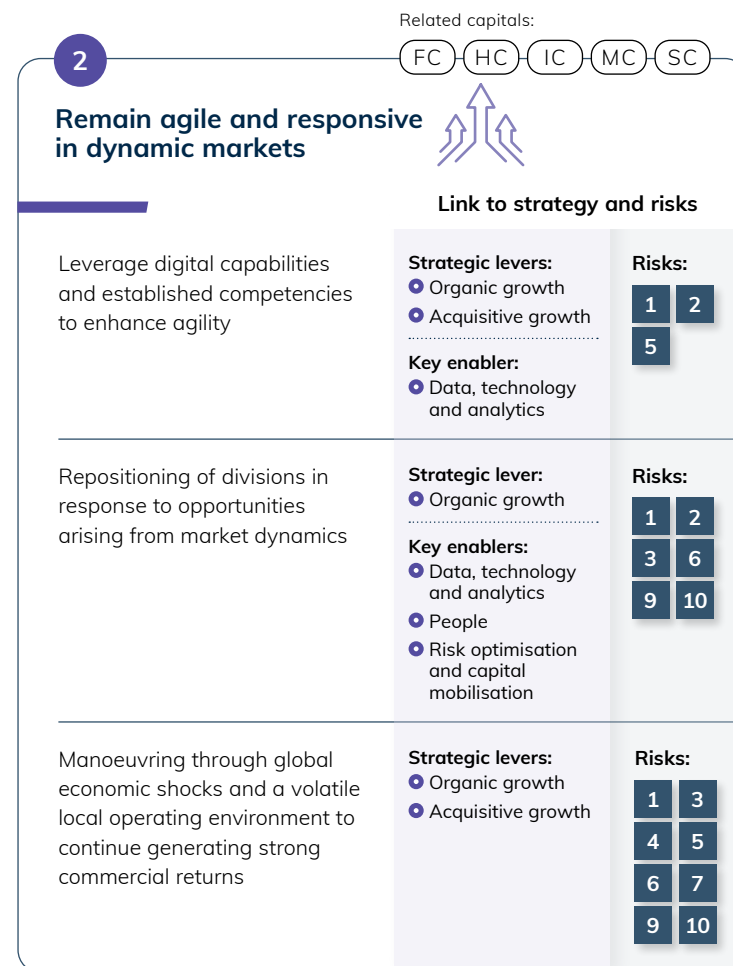 Related capitals:
2
FC HC IC MC SC
Remain agile and responsive
in dynamic markets
Link to strategy and risks
Leverage digital capabilities
and established competencies
to enhance agility
Strategic levers:
Organic growth
Acquisitive growth
Key enabler:
Data, technology
and analytics
Risks:
1 2
5
Repositioning of divisions in
response to opportunities
arising from market dynamics
Strategic lever:
Organic growth
Key enablers:
Data, technology
and analytics
People
Risk optimisation
and capital
mobilisation
Risks:
1 2
3 6
9 10
Manoeuvring through global
economic shocks and a volatile
local operating environment to
continue generating strong
commercial returns
Strategic levers:
Organic growth
Acquisitive growth
Risks:
1 3
4 5
6 7
9 10